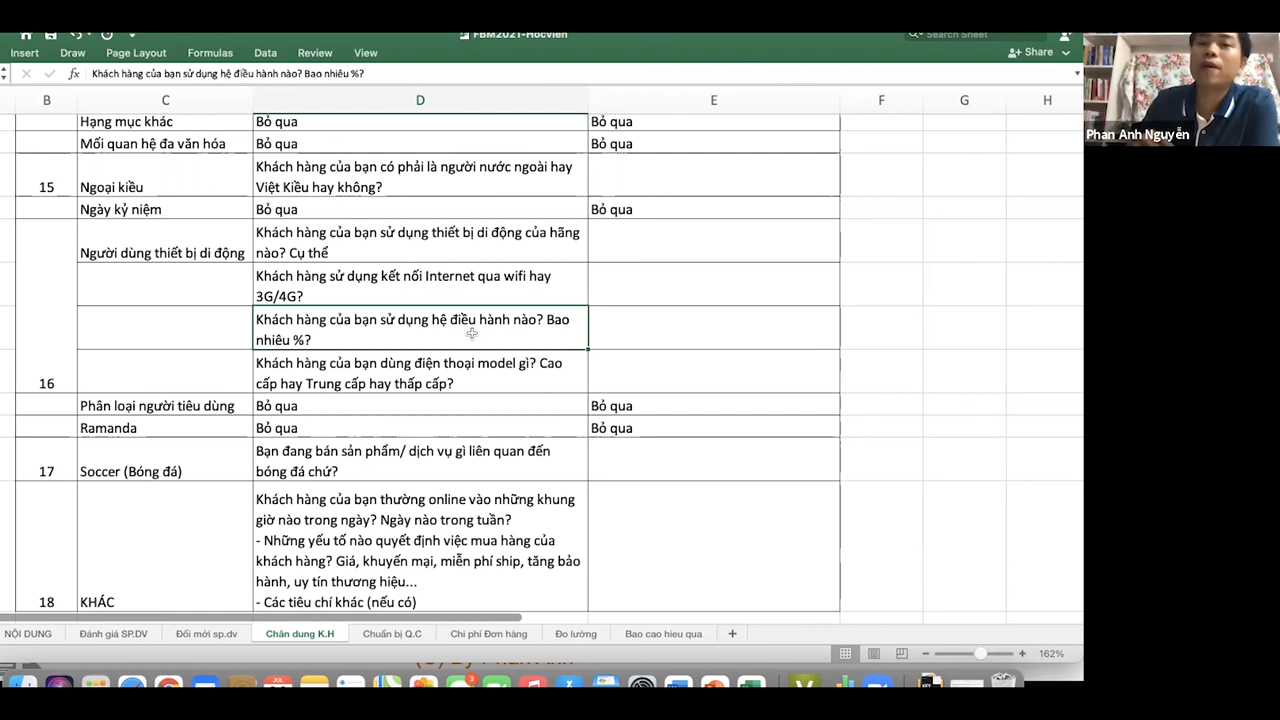 FBM2021-Hocvien
Search Sheet
Insert Draw Page Layout Formulas Data Review View
Share
fx Khách hàng của bạn sử dụng hệ điều hành nào? Bao nhiêu %?
Phan Anh Nguyễn
B C D E F G H
Hạng mục khác Bỏ qua Bỏ qua
Mối quan hệ đa văn hóa Bỏ qua Bỏ qua
Khách hàng của bạn có phải là người nước ngoài hay
15 Ngoại kiều Việt Kiều hay không?
Ngày kỷ niệm Bỏ qua Bỏ qua
Khách hàng của bạn sử dụng thiết bị di động của hãng
Người dùng thiết bị di động nào? Cụ thể
Khách hàng sử dụng kết nối Internet qua wifi hay
3G/4G?
Khách hàng của bạn sử dụng hệ điều hành nào? Bao
nhiêu %?
Khách hàng của bạn dùng điện thoại model gì? Cao
16 cấp hay Trung cấp hay thấp cấp?
Phân loại người tiêu dùng Bỏ qua Bỏ qua
Ramanda Bỏ qua Bỏ qua
Bạn đang bán sản phẩm/ dịch vụ gì liên quan đến
17 Soccer (Bóng đá) bóng đá chứ?
Khách hàng của bạn thường online vào những khung
giờ nào trong ngày? Ngày nào trong tuần?
- Những yếu tố nào quyết định việc mua hàng của
khách hàng? Giá, khuyến mại, miễn phí ship, tăng bảo
hành, uy tín thương hiệu...
18 KHÁC - Các tiêu chí khác (nếu có)
NỘI DUNG Đánh giá SP.DV Đổi mới sp.dv Chân dung K.H Chuẩn bị Q.C Chi phí Đơn hàng Đo lường Bao cao hieu qua +
162%
(C) By Phan Anh
JUL
3
KEY